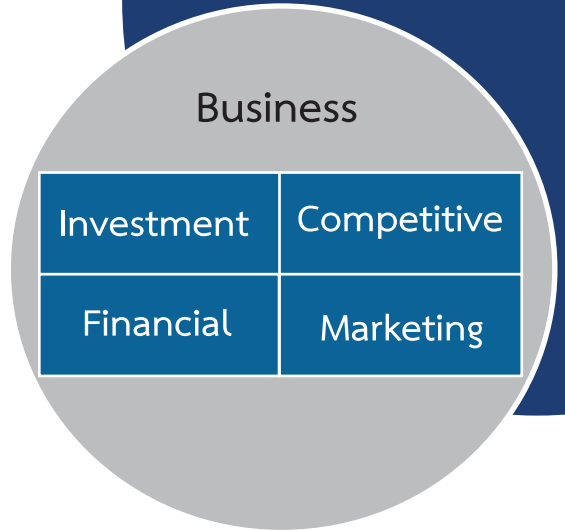 Business
Investment
Competitive
Financial
Marketing